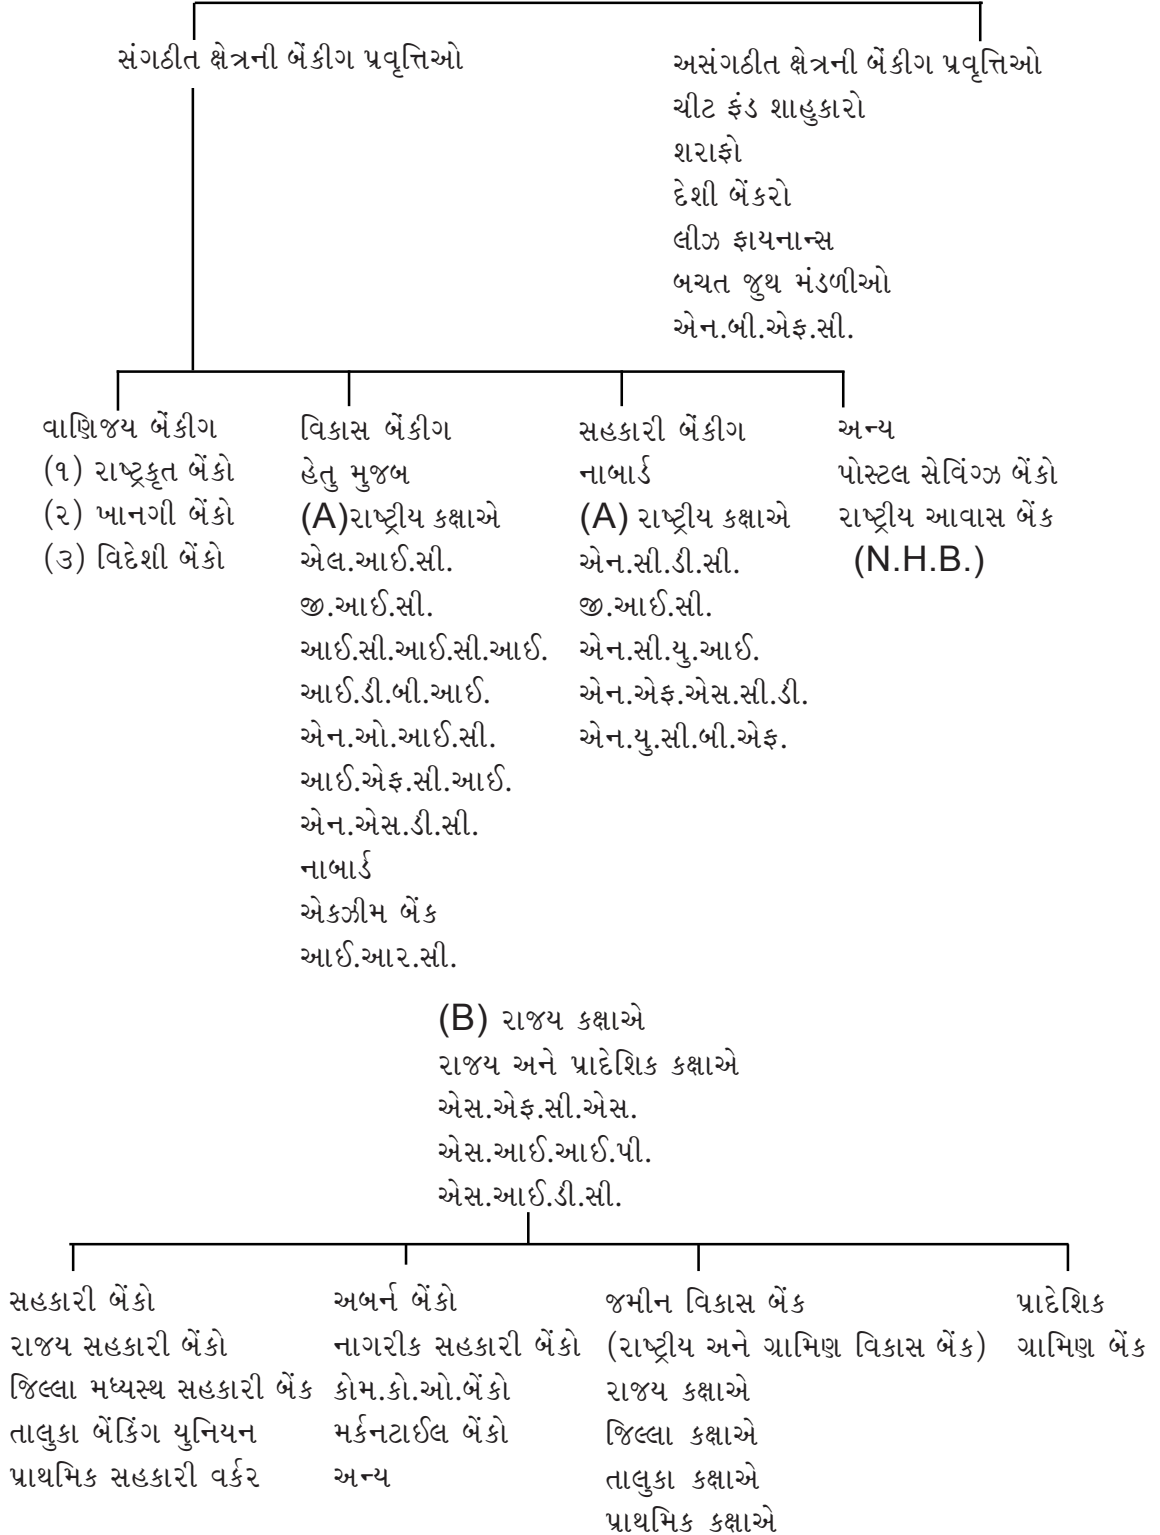 સંગઠીત ક્ષેત્રની બેંકીગ પ્રવૃત્તિઓ
અસંગઠીત ક્ષેત્રની બેંકીગ પ્રવૃત્તિઓ
ચીટ ફંડ શાહુકારો
શરાફો
દેશી બેંકરો
લીઝ ફાયનાન્સ
બચત જુથ મંડળીઓ
એન.બી.એફ.સી.
વાણિજય બેંકીગ
(૧) રાષ્ટ્રકૃત બેંકો
(૨) ખાનગી બેંકો
(૩) વિદેશી બેંકો
વિકાસ બેંકીગ
હેતુ મુજબ
(A)રાષ્ટ્રીય કક્ષાએ
એલ.આઈ.સી.
જી.આઈ.સી.
આઈ.સી.આઈ.સી.આઈ.
આઈ.ડી.બી.આઈ.
એન.ઓ.આઈ.સી.
આઈ.એફ.સી.આઈ.
એન.એસ.ડી.સી.
નાબાર્ડ
એકઝીમ બેંક
આઈ.આર.સી.
સહકારી બેંકીગ
નાબાર્ડ
(A) રાષ્ટ્રીય કક્ષાએ
એન.સી.ડી.સી.
જી.આઈ.સી.
એન.સી.યુ.આઈ.
એન.એફ.એસ.સી.ડી.
એન.યુ.સી.બી.એફ.
અન્ય
પોસ્ટલ સેવિંગ્ઝ બેંકો
રાષ્ટ્રીય આવાસ બેંક
(N.H.B.)
(B) રાજય કક્ષાએ
રાજય અને પ્રાદેશિક કક્ષાએ
એસ.એફ.સી.એસ.
એસ.આઈ.આઈ.પી.
એસ.આઈ.ડી.સી.
સહકારી બેંકો
રાજય સહકારી બેંકો
જિલ્લા મધ્યસ્થ સહકારી બેંક
તાલુકા બેંકિંગ યુનિયન
પ્રાથમિક સહકારી વર્કર
અબર્ન બેંકો
નાગરીક સહકારી બેંકો
કોમ.કો.ઓ.બેંકો
મર્કનટાઈલ બેંકો
અન્ય
જમીન વિકાસ બેંક
(રાષ્ટ્રીય અને ગ્રામિણ વિકાસ બેંક)
રાજય કક્ષાએ
જિલ્લા કક્ષાએ
તાલુકા કક્ષાએ
પ્રાથમિક કક્ષાએ
પ્રાદેશિક
ગ્રામિણ બેંક